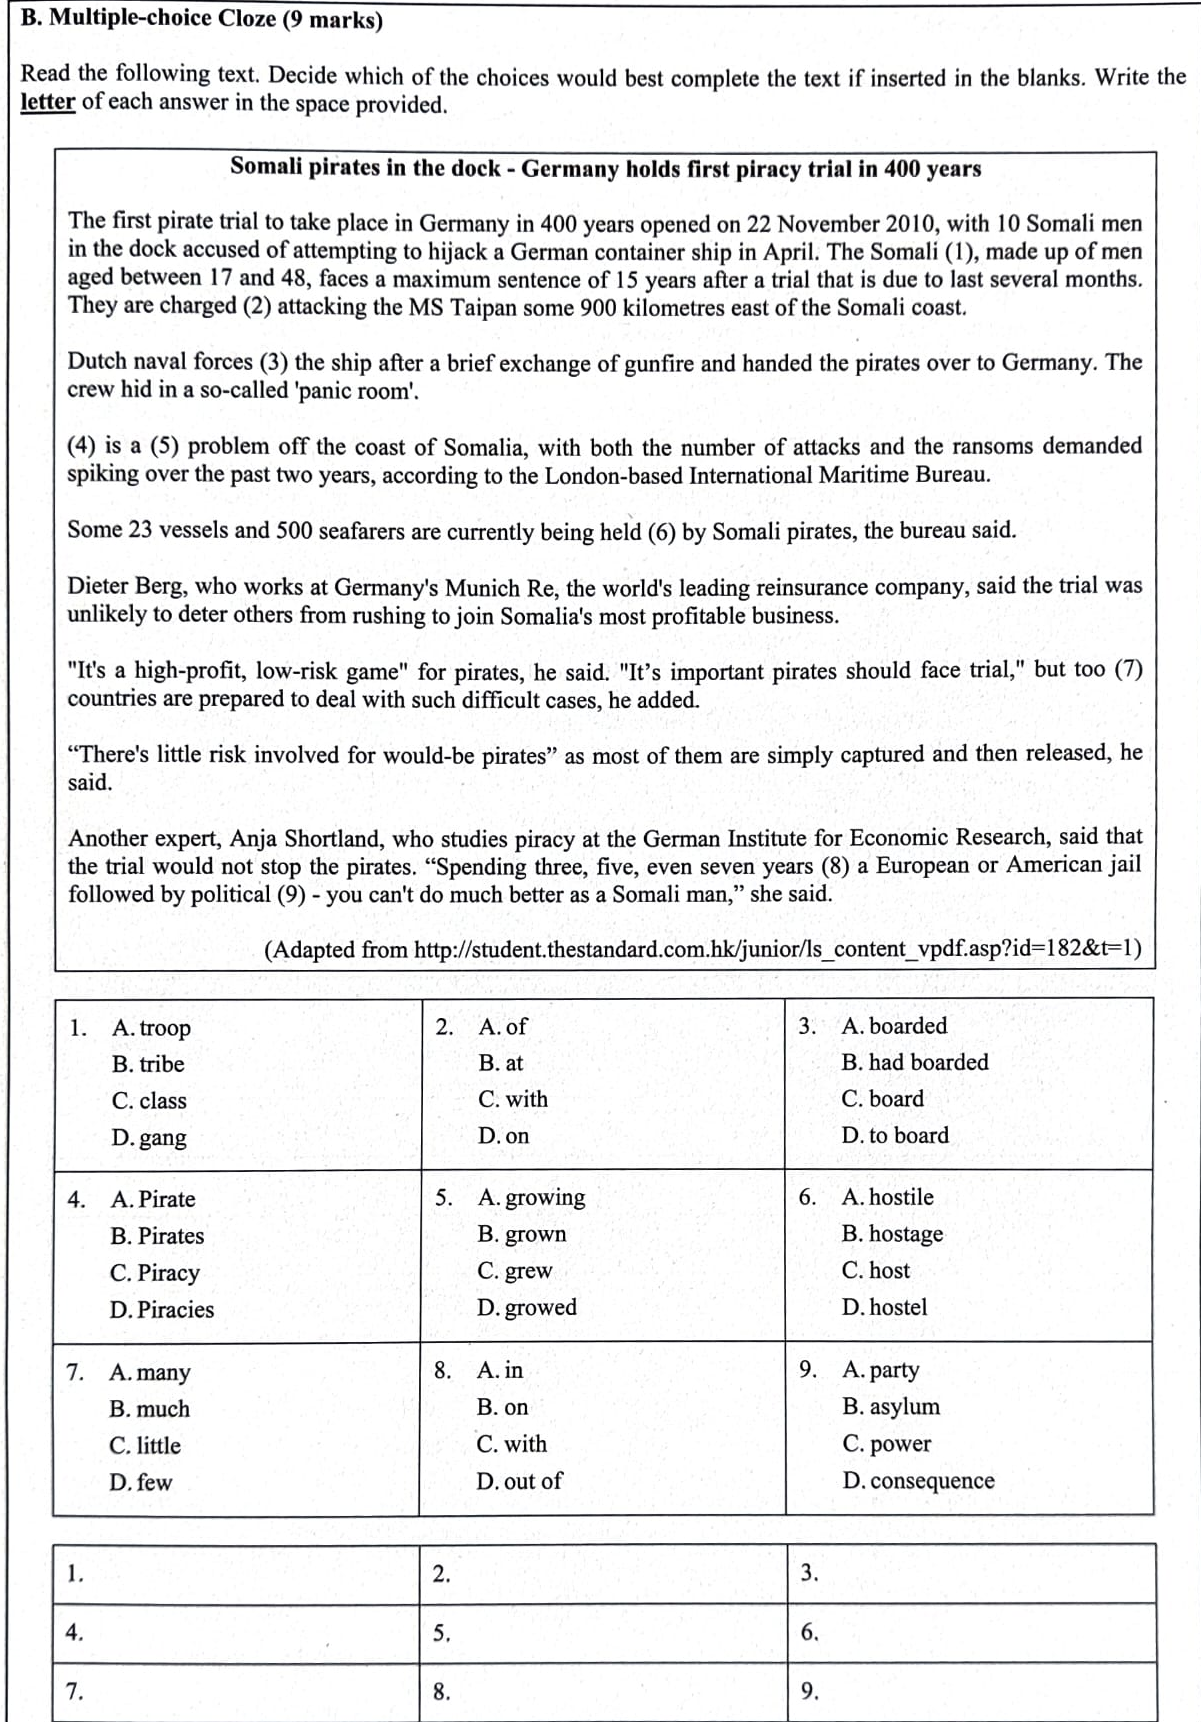 B. Multiple-choice Cloze (9 marks)
Read the following text. Decide which of the choices would best complete the text if inserted in the blanks. Write the
letter of each answer in the space provided.
Somali pirates in the dock - Germany holds first piracy trial in 400 years
The first pirate trial to take place in Germany in 400 years opened on 22 November 2010, with 10 Somali men
in the dock accused of attempting to hijack a German container ship in April. The Somali (1), made up of men
aged between 17 and 48, faces a maximum sentence of 15 years after a trial that is due to last several months.
They are charged (2) attacking the MS Taipan some 900 kilometres east of the Somali coast.
Dutch naval forces (3) the ship after a brief exchange of gunfire and handed the pirates over to Germany. The
crew hid in a so-called 'panic room'.
(4) is a (5) problem off the coast of Somalia, with both the number of attacks and the ransoms demanded
spiking over the past two years, according to the London-based International Maritime Bureau.
Some 23 vessels and 500 seafarers are currently being held (6) by Somali pirates, the bureau said.
Dieter Berg, who works at Germany's Munich Re, the world's leading reinsurance company, said the trial was
unlikely to deter others from rushing to join Somalia's most profitable business.
"It's a high-profit, low-risk game" for pirates, he said. "It's important pirates should face trial," but too (7)
countries are prepared to deal with such difficult cases, he added.
“There's little risk involved for would-be pirates” as most of them are simply captured and then released, he
said.
Another expert, Anja Shortland, who studies piracy at the German Institute for Economic Research, said that
the trial would not stop the pirates. “Spending three, five, even seven years (8) a European or American jail
followed by political (9) - you can't do much better as a Somali man,” she said.
(Adapted from http://student.thestandard.com.hk/junior/ls_content_vpdf.asp?id=182&t=1)
1. A. troop
B. tribe
C. class
D. gang
2. A. of
B. at
C. with
D. on
3. A. boarded
B. had boarded
C. board
D. to board
4. A. Pirate
B. Pirates
C. Piracy
D. Piracies
5. A. growing
B. grown
C. grew
D. growed
6. A. hostile
B. hostage
C. host
D. hostel
7. A. many
B. much
C. little
D. few
8. A. in
B. on
C. with
D. out of
9. A. party
B. asylum
C. power
D. consequence
1. 2. 3.
4. 5. 6.
7. 8. 9.